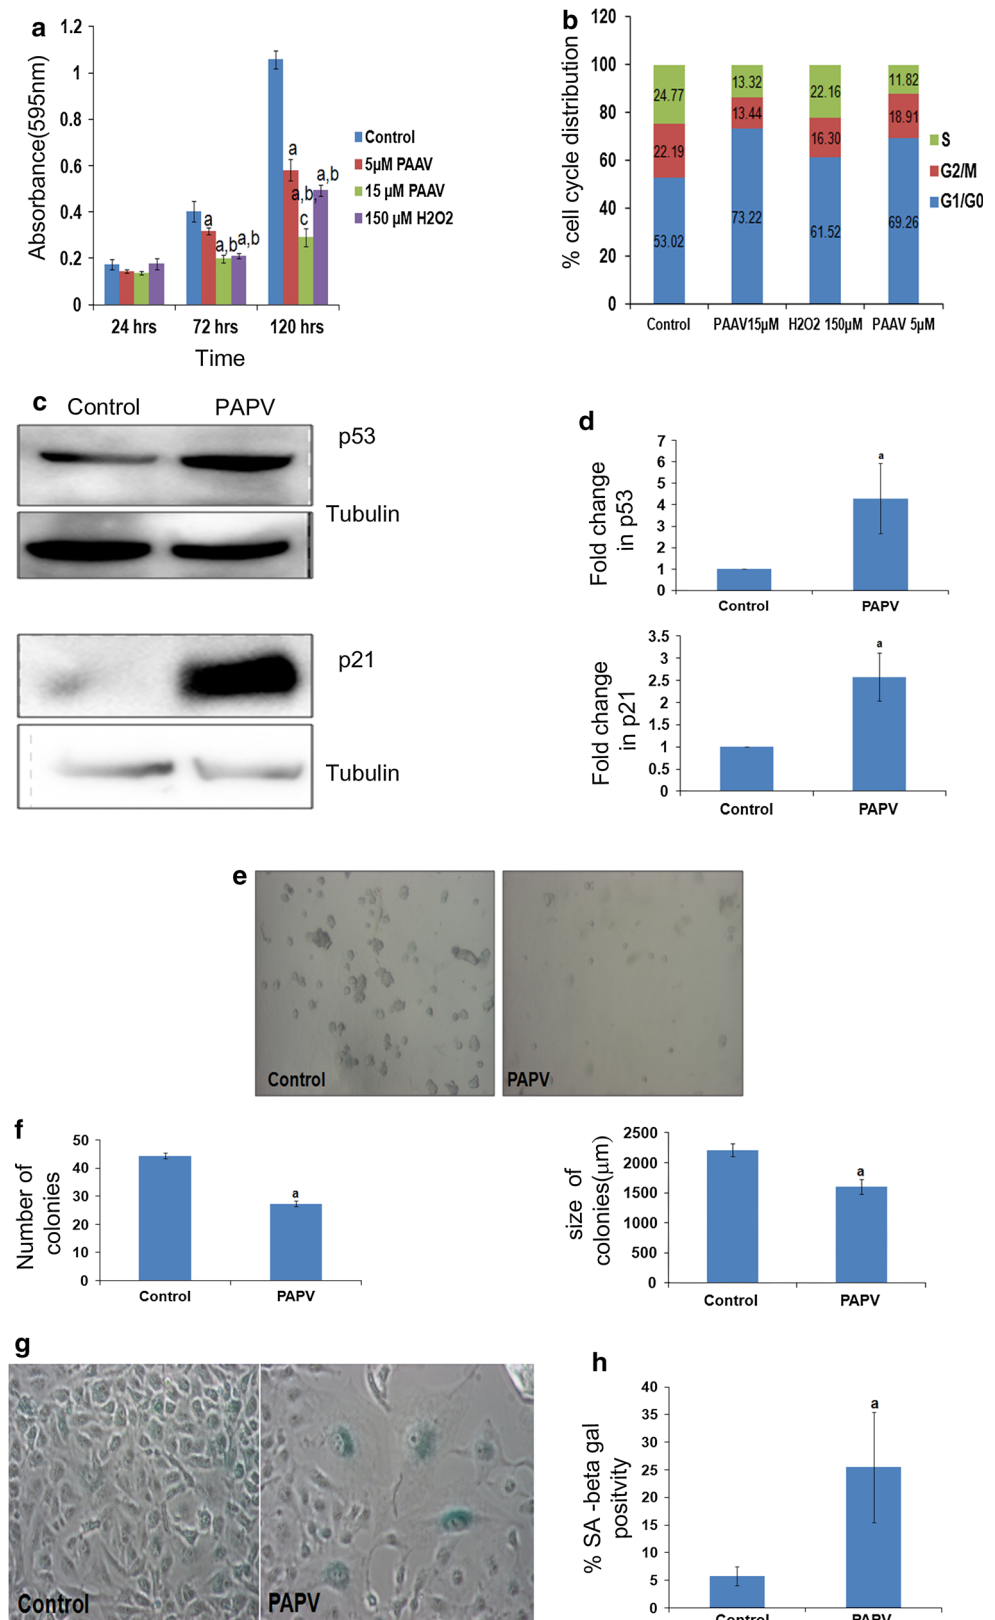 a
1.2
1
0.8
0.6
0.4
0.2
0
Absorbance(595nm)
a
a,b
a,b
a
a,b,
c
a,b
24 hrs
72 hrs
120 hrs
Time
Control
5µM PAAV
15 µM PAAV
150 µM H2O2
b
120
100
80
60
40
20
0
% cell cycle distribution
24.77
22.19
53.02
13.32
13.44
73.22
22.16
16.30
61.52
11.82
18.91
69.26
Control
PAAV15µM
H2O2 150µM
PAAV 5µM
S
G2/M
G1/G0
c
Control
PAPV
p53
Tubulin
p21
Tubulin
d
7
6
5
4
3
2
1
0
Fold change
in p53
a
Control
PAPV
3.5
3
2.5
2
1.5
1
0.5
0
Fold change
in p21
a
Control
PAPV
e
Control
PAPV
f
50
40
30
20
10
0
Number of
colonies
a
Control
PAPV
2500
2000
1500
1000
500
0
size of
colonies(µm)
a
Control
PAPV
g
Control
PAPV
h
40
35
30
25
20
15
10
5
0
% SA -beta gal
positvity
a
Control
PAPV